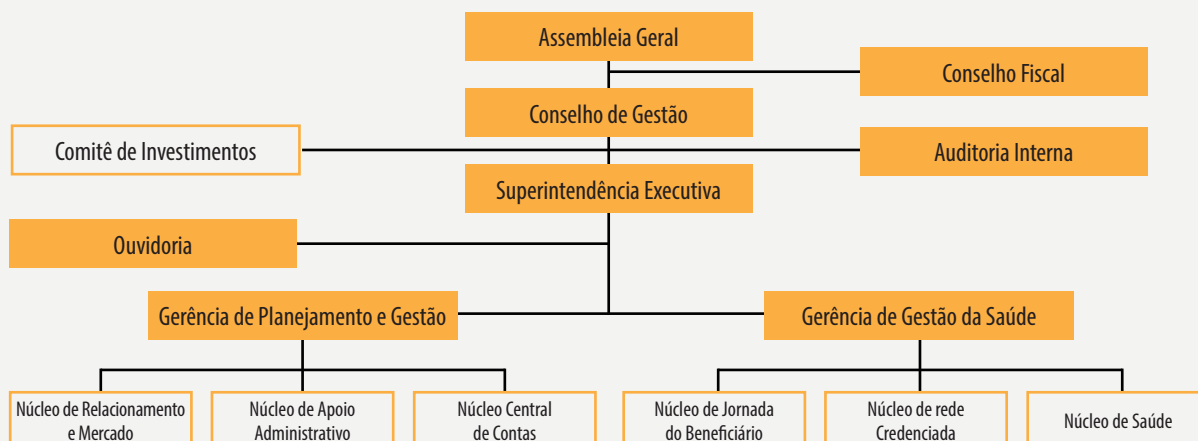 Assembleia Geral
Conselho Fiscal
Conselho de Gestão
Comitê de Investimentos
Auditoria Interna
Superintendência Executiva
Ouvidoria
Gerência de Planejamento e Gestão
Gerência de Gestão da Saúde
Núcleo de Relacionamento
e Mercado
Núcleo de Apoio
Administrativo
Núcleo Central
de Contas
Núcleo de Jornada
do Beneficiário
Núcleo de rede
Credenciada
Núcleo de Saúde